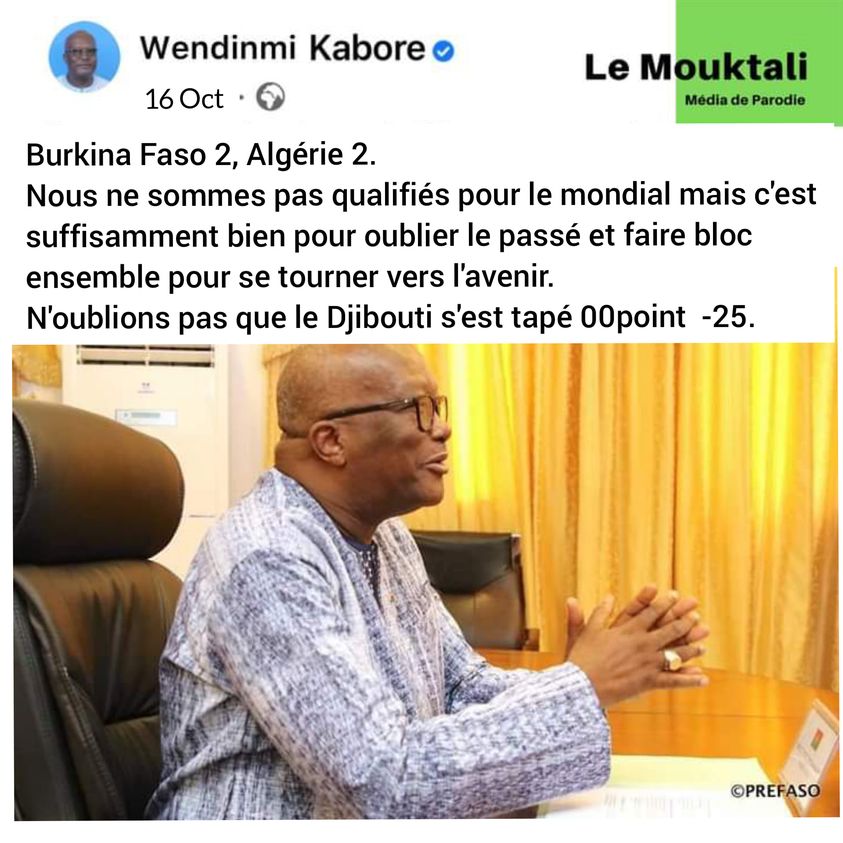 Wendinmi Kabore
16 Oct ·
Le Mouktali
Média de Parodie
Burkina Faso 2, Algérie 2.
Nous ne sommes pas qualifiés pour le mondial mais c'est
suffisamment bien pour oublier le passé et faire bloc
ensemble pour se tourner vers l'avenir.
N'oublions pas que le Djibouti s'est tapé 00point -25.
©PREFASO